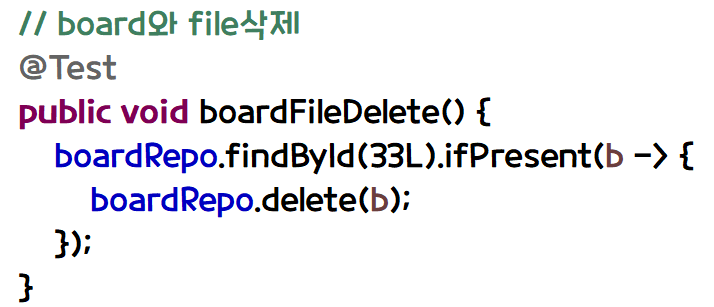 // board와 file삭제
@Test
public void boardFileDelete() {
boardRepo.findById(33L).ifPresent(b -> {
boardRepo.delete(b);
});
}